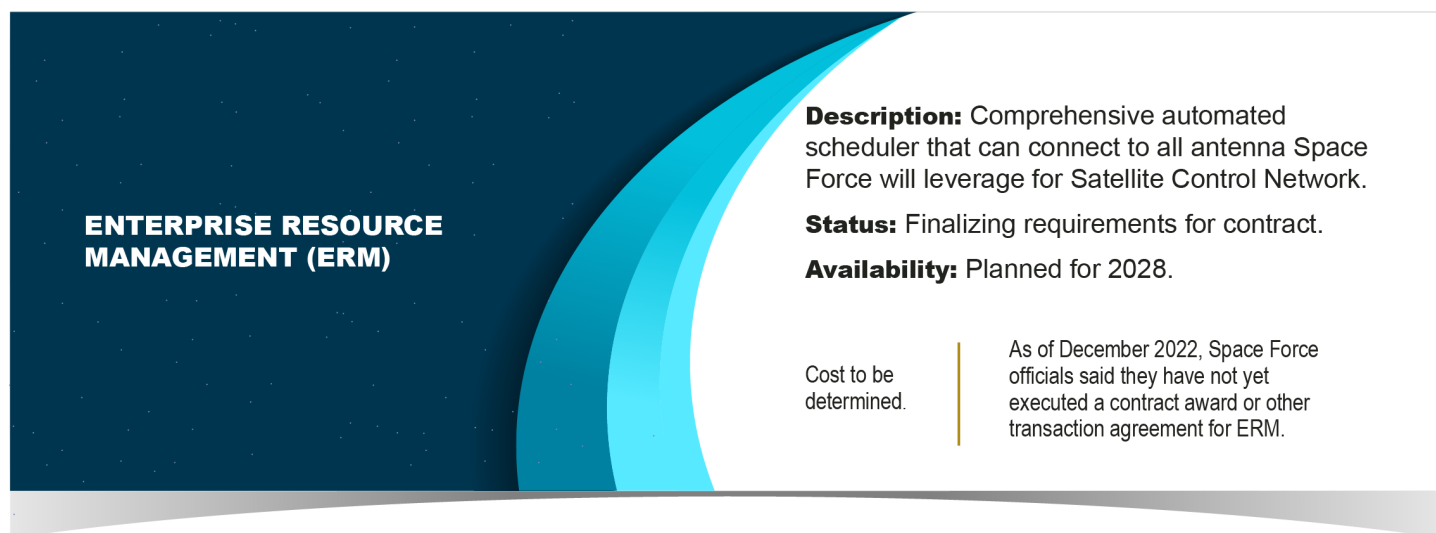 ENTERPRISE RESOURCE
MANAGEMENT (ERM)
Description: Comprehensive automated
scheduler that can connect to all antenna Space
Force will leverage for Satellite Control Network.
Status: Finalizing requirements for contract.
Availability: Planned for 2028.
Cost to be
determined.
As of December 2022, Space Force
officials said they have not yet
executed a contract award or other
transaction agreement for ERM.